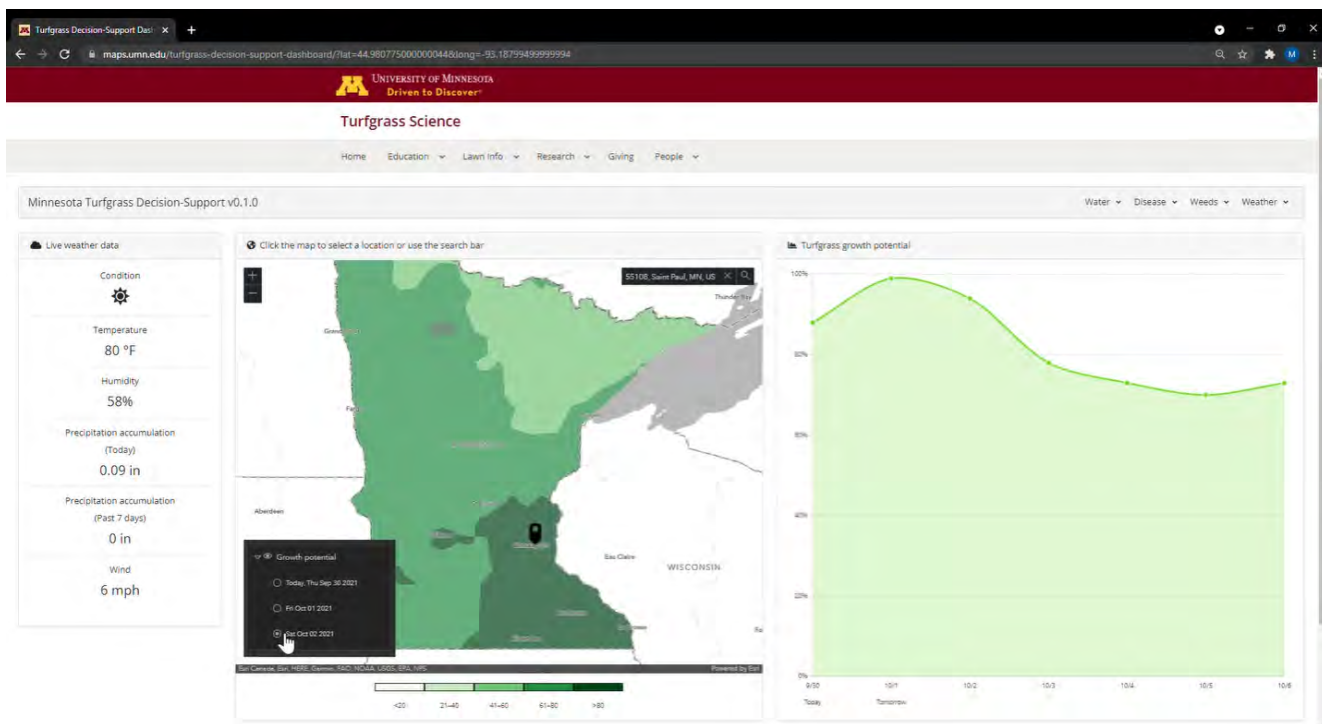 Turfgrass Decision-Support Das
maps.umn.edu/turfgrass-decision-support-dashboard/?lat=44.980775000000044&long=-93.18799499999994
M
UNIVERSITY OF MINNESOTA
Driven to Discover
Turfgrass Science
Home Education Lawn Info Research Giving People
Minnesota Turfgrass Decision-Support v0.1.0
Water Disease Weeds Weather
Live weather data
Condition
Temperature
80 °F
Humidity
58%
Precipitation accumulation
(Today)
0.09 in
Precipitation accumulation
(Past 7 days)
0 in
Wind
6 mph
Click the map to select a location or use the search bar
55108, Saint Paul, MN, US
Thunder Bay
Aberdeen
Eau Claire
WISCONSIN
Growth potential
Today, Thu Sep 30 2021
Fri Oct 01 2021
Sat Oct 02 2021
Esri Canada, Esri, HERE, Garmin, FAO, NOAA, USGS, EPA, NPS
Powered by Esri
<20 21-40 41-60 61-80 >80
Turfgrass growth potential
100%
80%
60%
40%
20%
0%
9/30 10/1 10/2 10/3 10/4 10/5 10/6
Today Tomorrow